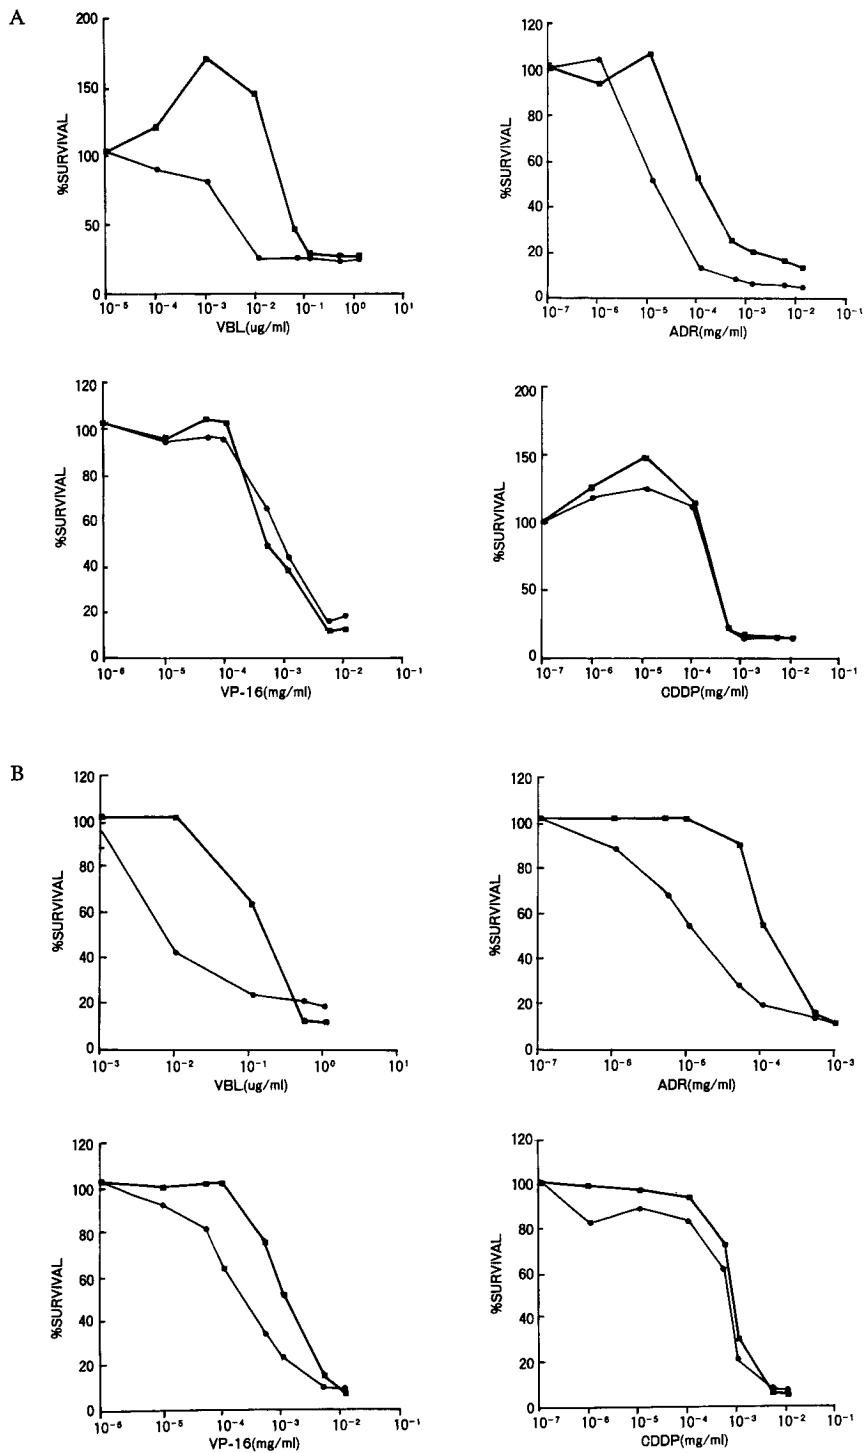 A
200
150
100
50
0
%SURVIVAL
10⁻⁵ 10⁻⁴ 10⁻³ 10⁻² 10⁻¹ 10⁰ 10¹
VBL(ug/ml)
120
100
80
60
40
20
0
%SURVIVAL
10⁻⁷ 10⁻⁶ 10⁻⁵ 10⁻⁴ 10⁻³ 10⁻² 10⁻¹
ADR(mg/ml)
120
100
80
60
40
20
0
%SURVIVAL
10⁻⁶ 10⁻⁵ 10⁻⁴ 10⁻³ 10⁻² 10⁻¹
VP-16(mg/ml)
200
150
100
50
0
%SURVIVAL
10⁻⁷ 10⁻⁶ 10⁻⁵ 10⁻⁴ 10⁻³ 10⁻² 10⁻¹
CDDP(mg/ml)
B
120
100
80
60
40
20
0
%SURVIVAL
10⁻³ 10⁻² 10⁻¹ 10⁰ 10¹
VBL(ug/ml)
120
100
80
60
40
20
0
%SURVIVAL
10⁻⁷ 10⁻⁶ 10⁻⁵ 10⁻⁴ 10⁻³
ADR(mg/ml)
120
100
80
60
40
20
0
%SURVIVAL
10⁻⁶ 10⁻⁵ 10⁻⁴ 10⁻³ 10⁻² 10⁻¹
VP-16(mg/ml)
120
100
80
60
40
20
0
%SURVIVAL
10⁻⁷ 10⁻⁶ 10⁻⁵ 10⁻⁴ 10⁻³ 10⁻² 10⁻¹
CDDP(mg/ml)